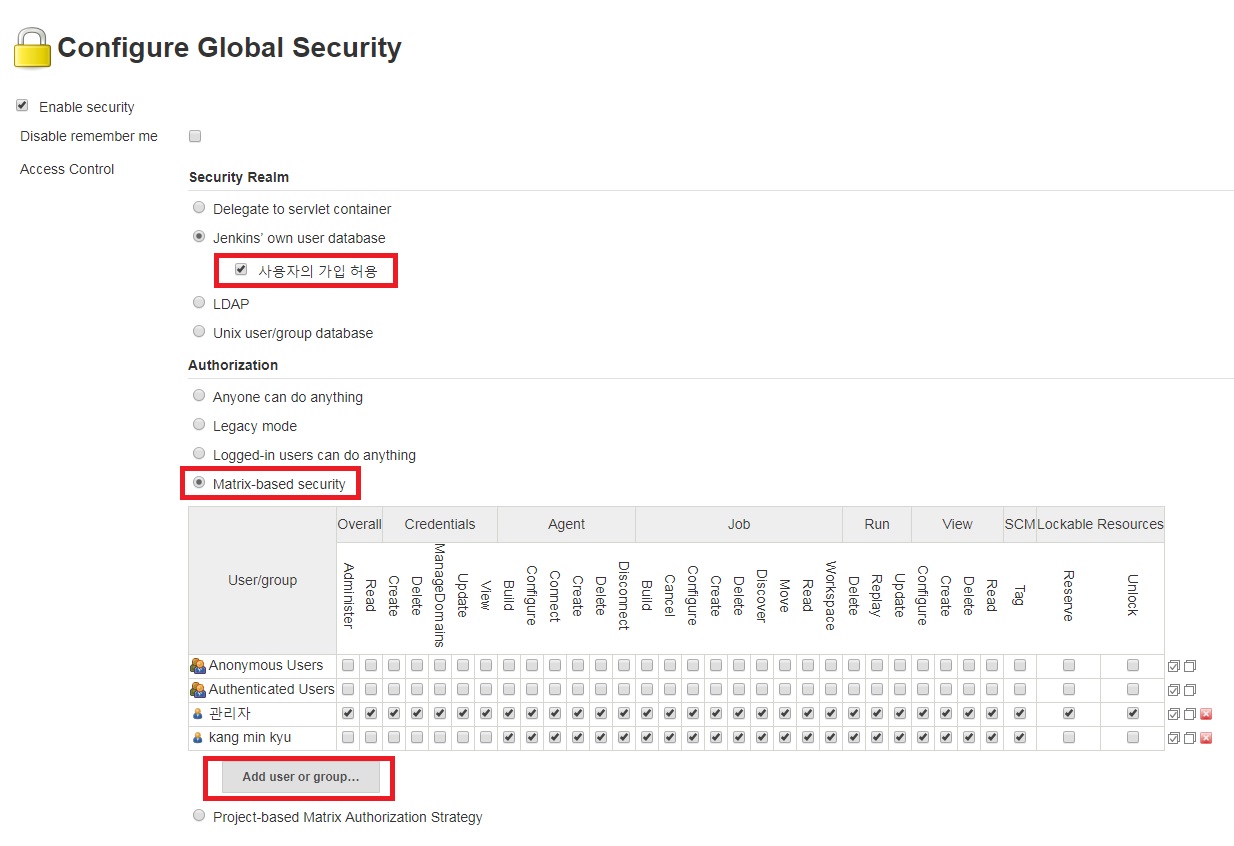 Configure Global Security
Enable security
Disable remember me
Access Control
Security Realm
Delegate to servlet container
Jenkins' own user database
사용자의 가입 허용
LDAP
Unix user/group database
Authorization
Anyone can do anything
Legacy mode
Logged-in users can do anything
Matrix-based security
User/group Overall Credentials Agent Job Run View SCM Lockable Resources
Administer Read Create Delete ManageDomains Update View Build Configure Connect Create Delete Disconnect Build Cancel Configure Create Delete Discover Move Read Workspace Delete Replay Update Configure Create Delete Read Tag Reserve Unlock
Anonymous Users
Authenticated Users
관리자
kang min kyu
Add user or group...
Project-based Matrix Authorization Strategy